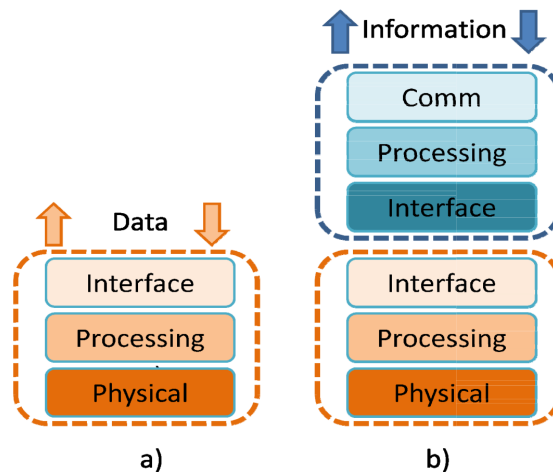 Data
Interface
Processing
Physical
a)
Information
Comm
Processing
Interface
Interface
Processing
Physical
b)